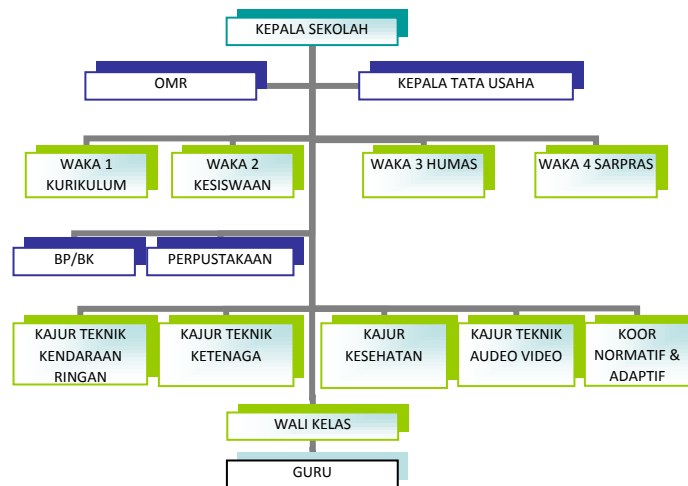 KEPALA SEKOLAH
OMR
KEPALA TATA USAHA
WAKA 1
KURIKULUM
WAKA 2
KESISWAAN
WAKA 3 HUMAS
WAKA 4 SARPRAS
BP/BK
PERPUSTAKAAN
KAJUR TEKNIK
KENDARAAN
RINGAN
KAJUR TEKNIK
KETENAGA
KAJUR
KESEHATAN
KAJUR TEKNIK
AUDEO VIDEO
KOOR
NORMATIF &
ADAPTIF
WALI KELAS
GURU